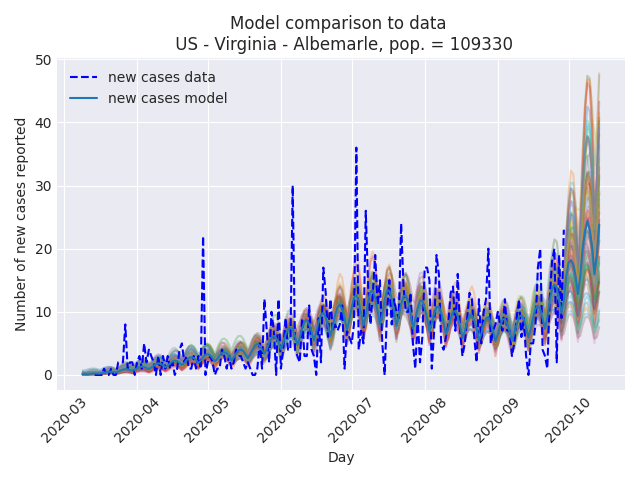 Model comparison to data
US - Virginia - Albemarle, pop. = 109330
new cases data
new cases model
Number of new cases reported
50
40
30
20
10
0
2020-03
2020-04
2020-05
2020-06
2020-07
2020-08
2020-09
2020-10
Day